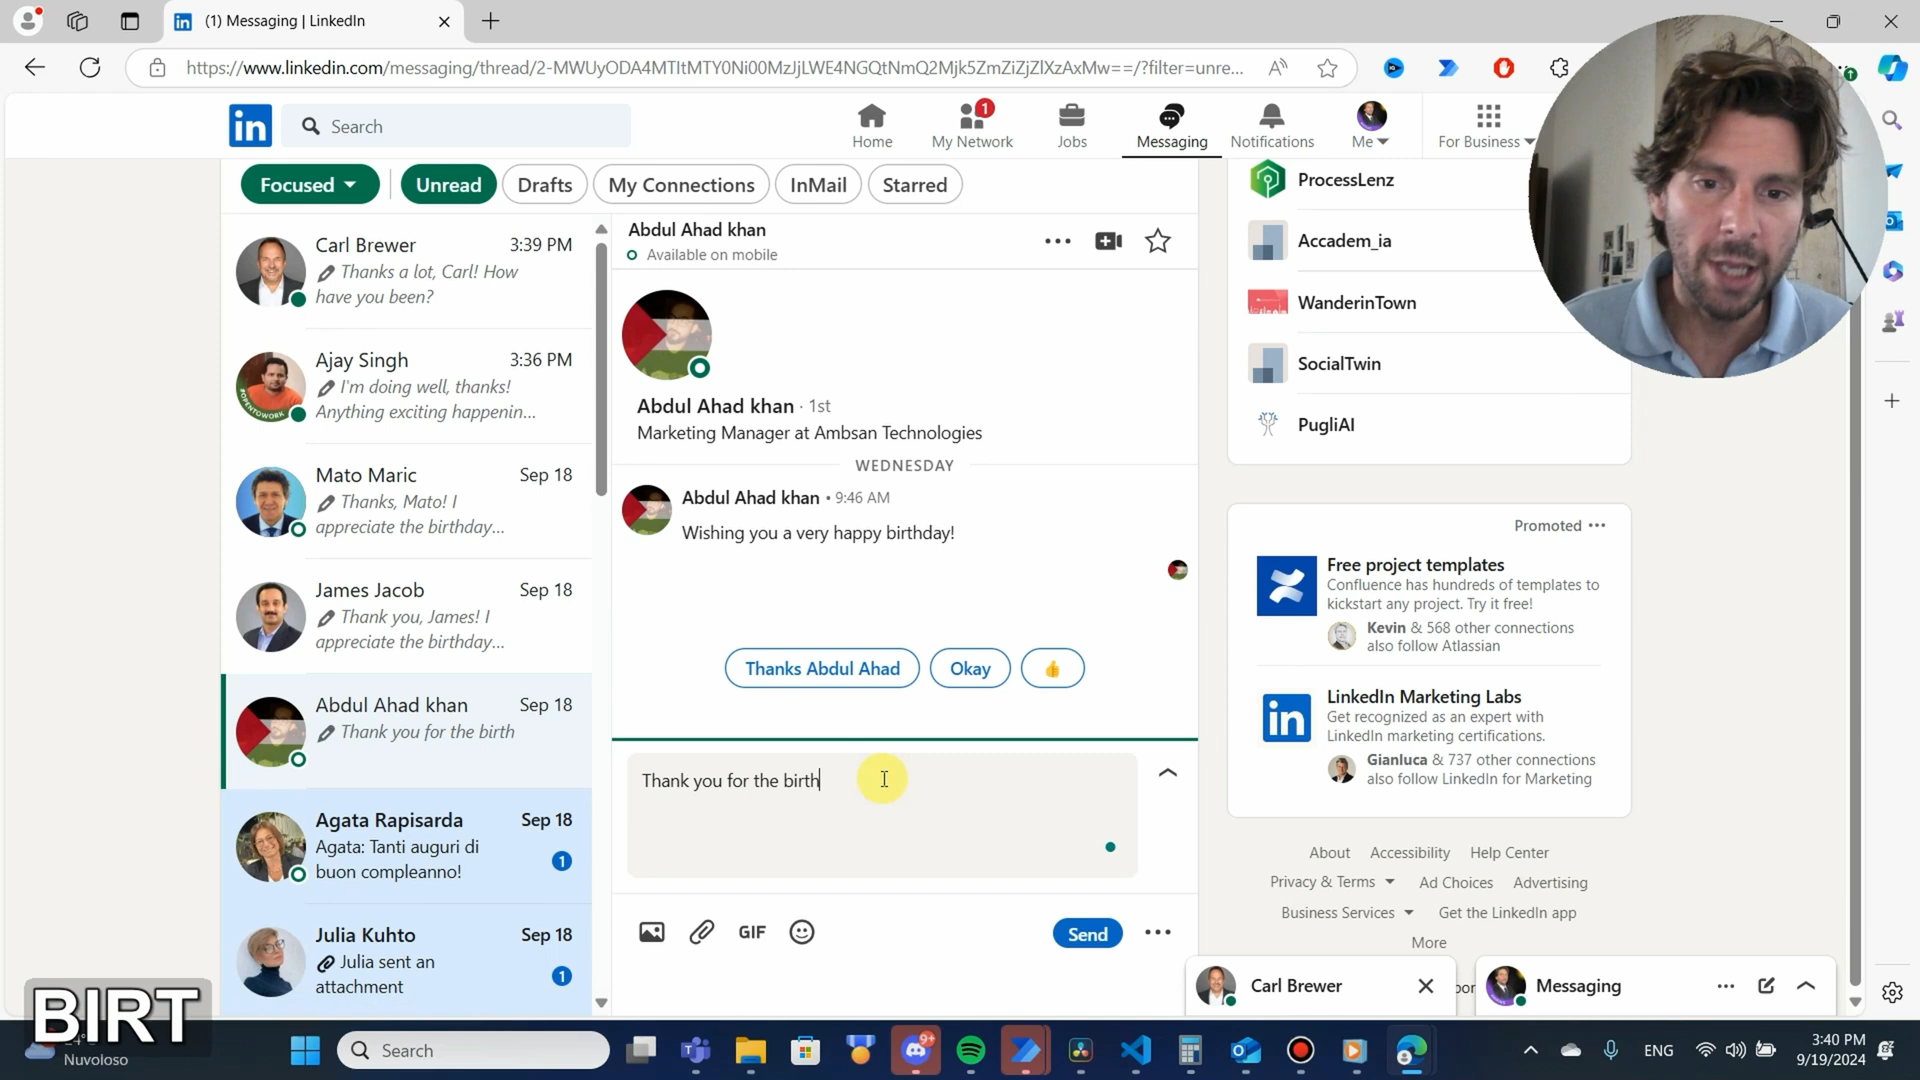 (1) Messaging | LinkedIn
https://www.linkedin.com/messaging/thread/2-MWUyODA4MTItMTY0Ni00MzJjLWE4NGQtNmQ2Mjk5ZmZiZjZlXzAxMw==/?filter=unre...
in
Search
Home
1
My Network
Jobs
Messaging
Notifications
Me
For Business
Focused
Unread
Drafts
My Connections
InMail
Starred
Carl Brewer
3:39 PM
Thanks a lot, Carl! How
have you been?
Ajay Singh
3:36 PM
I'm doing well, thanks!
Anything exciting happenin...
#OPENTOWORK
Mato Maric
Sep 18
Thanks, Mato! I
appreciate the birthday...
James Jacob
Sep 18
Thank you, James! I
appreciate the birthday...
Abdul Ahad khan
Sep 18
Thank you for the birth
Agata Rapisarda
Sep 18
Agata: Tanti auguri di
buon compleanno!
1
Julia Kuhto
Sep 18
Julia sent an
attachment
1
Abdul Ahad khan
Available on mobile
Abdul Ahad khan · 1st
Marketing Manager at Ambsan Technologies
WEDNESDAY
Abdul Ahad khan • 9:46 AM
Wishing you a very happy birthday!
Thanks Abdul Ahad
Okay
👍
Thank you for the birth
GIF
Send
ProcessLenz
Accadem_ia
WanderinTown
SocialTwin
PugliAI
Promoted
Free project templates
Confluence has hundreds of templates to
kickstart any project. Try it free!
Kevin & 568 other connections
also follow Atlassian
LinkedIn Marketing Labs
Get recognized as an expert with
LinkedIn marketing certifications.
Gianluca & 737 other connections
also follow LinkedIn for Marketing
About
Accessibility
Help Center
Privacy & Terms
Ad Choices
Advertising
Business Services
Get the LinkedIn app
More
Carl Brewer
Messaging
BIRT
Nuvoloso
Search
9+
ENG
3:40 PM
9/19/2024